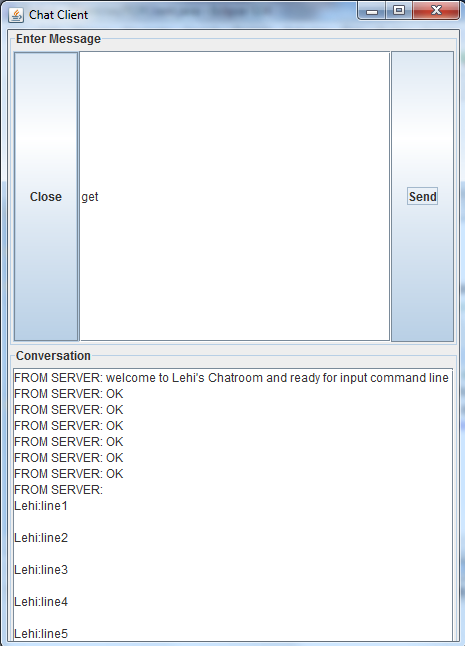 Chat Client
Enter Message
Close
get
Send
Conversation
FROM SERVER: welcome to Lehi's Chatroom and ready for input command line
FROM SERVER: OK
FROM SERVER: OK
FROM SERVER: OK
FROM SERVER: OK
FROM SERVER: OK
FROM SERVER: OK
FROM SERVER:
Lehi:line1
Lehi:line2
Lehi:line3
Lehi:line4
Lehi:line5